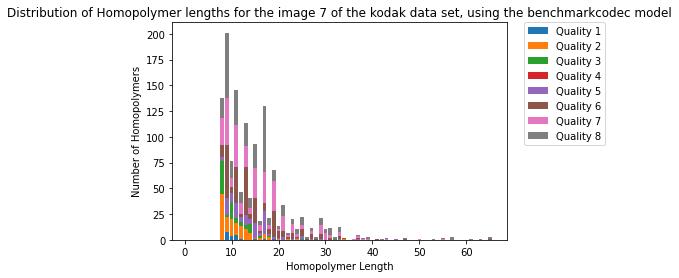 Distribution of Homopolymer lengths for the image 7 of the kodak data set, using the benchmarkcodec model
200
175
150
125
100
75
50
25
0
Number of Homopolymers
0 10 20 30 40 50 60
Homopolymer Length
Quality 1
Quality 2
Quality 3
Quality 4
Quality 5
Quality 6
Quality 7
Quality 8